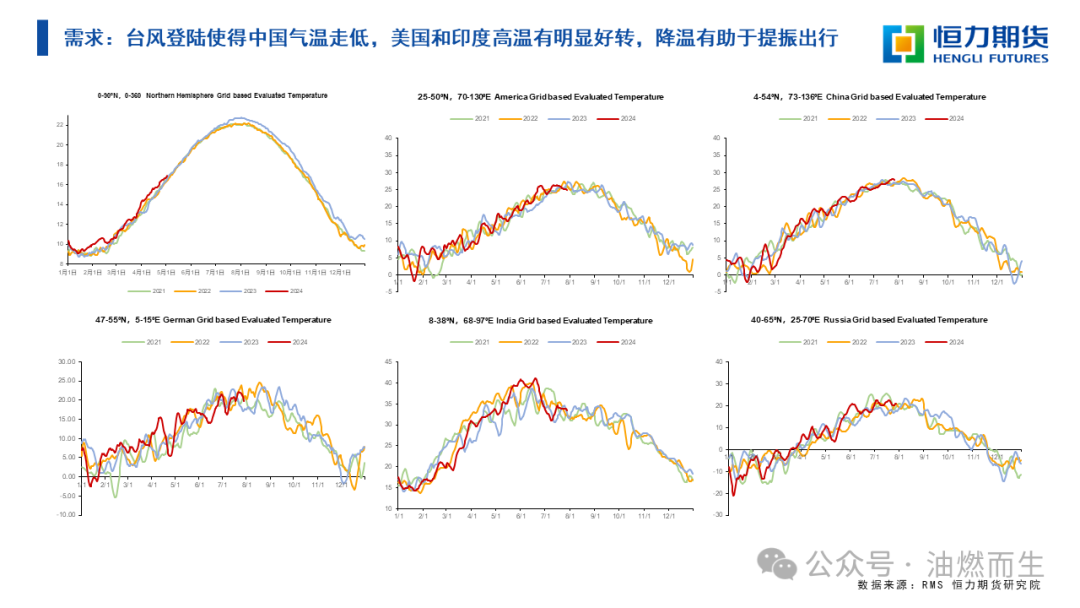 需求：台风登陆使得中国气温走低，美国和印度高温有明显好转，降温有助于提振出行
恒力期货
HENGLI FUTURES
0-90ºN，0-360 Northern Hemisphere Grid based Evaluated Temperature
22
20
18
16
14
12
10
8
1月1日 2月1日 3月1日 4月1日 5月1日 6月1日 7月1日 8月1日 9月1日 10月1日 11月1日 12月1日
2021 2022 2023 2024
25-50ºN，70-130ºE America Grid based Evaluated Temperature
2021 2022 2023 2024
40
35
30
25
20
15
10
5
0
-5
1/1 2/1 3/1 4/1 5/1 6/1 7/1 8/1 9/1 10/1 11/1 12/1
4-54ºN，73-136ºE China Grid based Evaluated Temperature
2021 2022 2023 2024
40
35
30
25
20
15
10
5
0
-5
1/1 2/1 3/1 4/1 5/1 6/1 7/1 8/1 9/1 10/1 11/1 12/1
47-55ºN，5-15ºE German Grid based Evaluated Temperature
2021 2022 2023 2024
30.00
25.00
20.00
15.00
10.00
5.00
0.00
-5.00
-10.00
1/1 2/1 3/1 4/1 5/1 6/1 7/1 8/1 9/1 10/1 11/1 12/1
8-38ºN，68-97ºE India Grid based Evaluated Temperature
2021 2022 2023 2024
45
40
35
30
25
20
15
10
1/1 2/1 3/1 4/1 5/1 6/1 7/1 8/1 9/1 10/1 11/1 12/1
40-65ºN，25-70ºE Russia Grid based Evaluated Temperature
2021 2022 2023 2024
40
30
20
10
0
-10
-20
-30
1/1 2/1 3/1 4/1 5/1 6/1 7/1 8/1 9/1 10/1 11/1 12/1
公众号·油燃而生
数据来源：RMS 恒力期货研究院